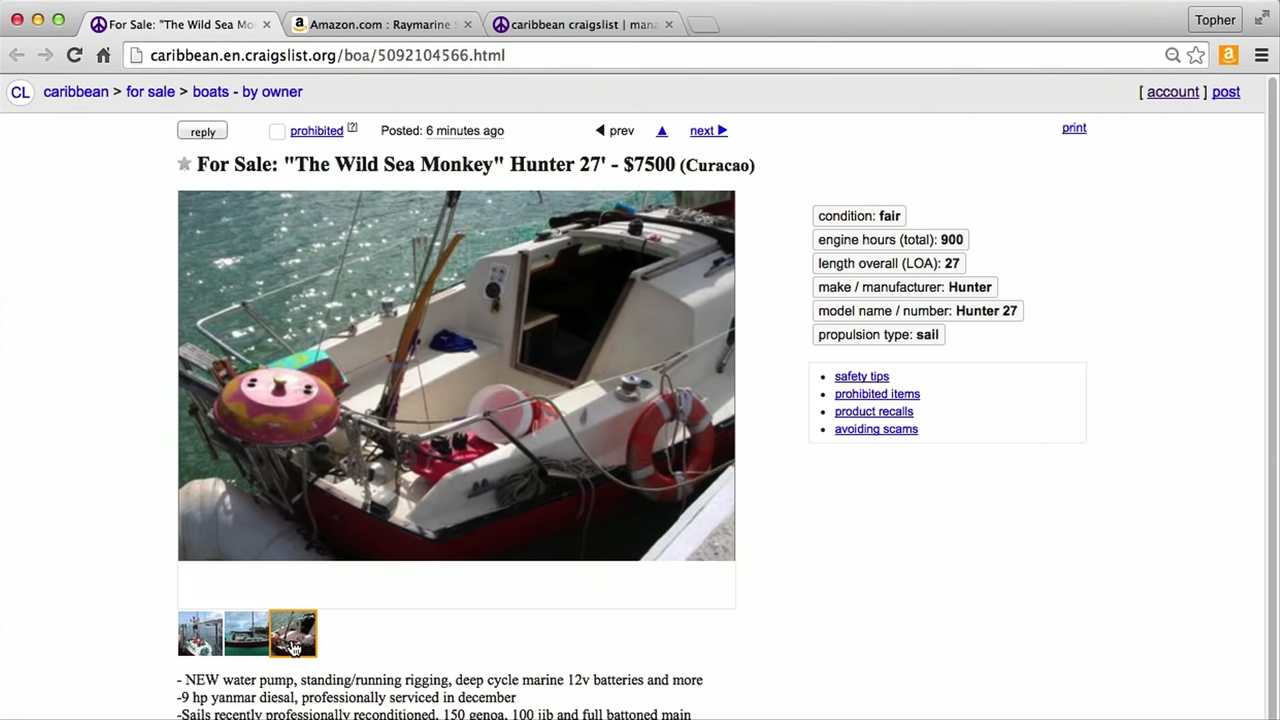 For Sale: "The Wild Sea Mo
Amazon.com : Raymarine
caribbean craigslist | man
Topher
caribbean.en.craigslist.org/boa/5092104566.html
CL caribbean > for sale > boats - by owner
[ account ] post
reply prohibited [?] Posted: 6 minutes ago ◀ prev ▲ next ▶ print
For Sale: "The Wild Sea Monkey" Hunter 27' - $7500 (Curacao)
condition: fair
engine hours (total): 900
length overall (LOA): 27
make / manufacturer: Hunter
model name / number: Hunter 27
propulsion type: sail
safety tips
prohibited items
product recalls
avoiding scams
- NEW water pump, standing/running rigging, deep cycle marine 12v batteries and more
-9 hp yanmar diesal, professionally serviced in december
-Sails recently professionally reconditioned, 150 genoa, 100 jib and full battoned main